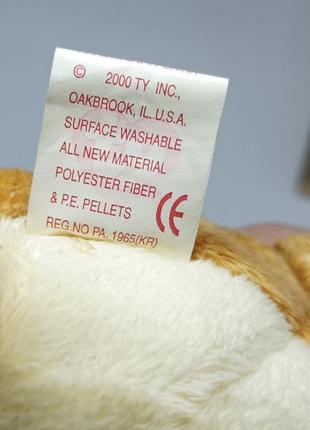 © 2000 TY INC.,
OAKBROOK, IL. U.S.A.
SURFACE WASHABLE
ALL NEW MATERIAL
POLYESTER FIBER
& P.E. PELLETS CE
REG.NO PA. 1965(KR)